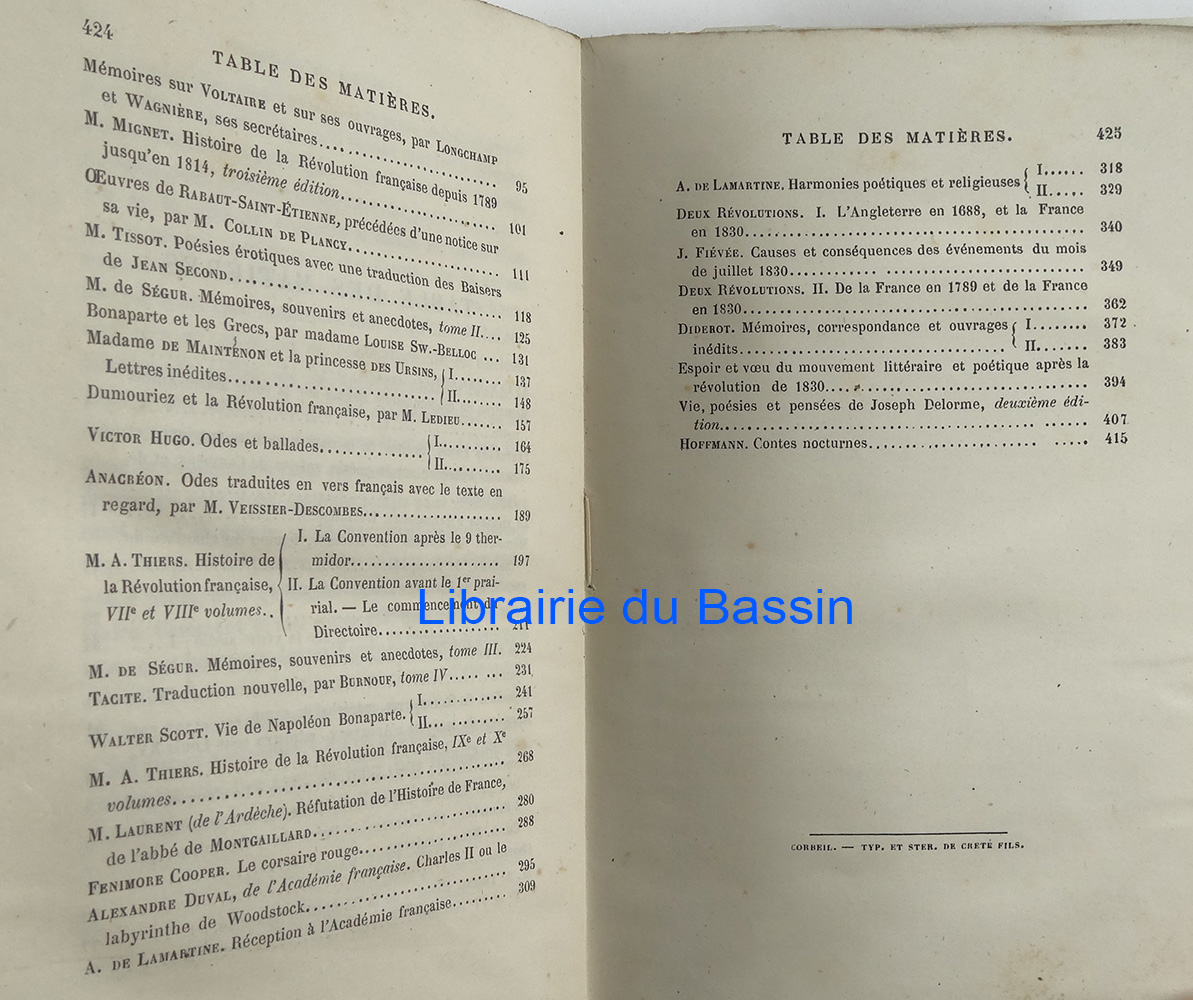 424
TABLE DES MATIÈRES.
Mémoires sur VOLTAIRE et sur ses ouvrages, par LONGCHAMP
et WAGNIÈRE, ses secrétaires.................... 95
M. MIGNET. Histoire de la Révolution française depuis 1789
jusqu'en 1814, troisième édition.................... 101
Œuvres de RABAUT-SAINT-ÉTIENNE, précédées d'une notice sur
sa vie, par M. COLLIN DE PLANCY.................... 111
M. TISSOT. Poésies érotiques avec une traduction des Baisers
de JEAN SECOND.................... 118
M. de SÉGUR. Mémoires, souvenirs et anecdotes, tome II.... 125
Bonaparte et les Grecs, par madame LOUISE SW.-BELLOC ... 131
Madame DE MAINTENON et la princesse DES URSINS, I........ 137
Lettres inédites.................... II........ 148
Dumouriez et la Révolution française, par M. LEDIEU....... 157
VICTOR HUGO. Odes et ballades............... I.......... 164
II.......... 175
ANACRÉON. Odes traduites en vers français avec le texte en
regard, par M. VEISSIER-DESCOMBES.................... 189
I. La Convention après le 9 ther-
M. A. THIERS. Histoire de midor.................... 197
la Révolution française, II. La Convention avant le 1er prai-
VIIe et VIIIe volumes.. rial. — Le commencement du
Directoire.................... 211
M. DE SÉGUR. Mémoires, souvenirs et anecdotes, tome III. 224
TACITE. Traduction nouvelle, par BURNOUF, tome IV..... ... 231
WALTER SCOTT. Vie de Napoléon Bonaparte. I............ 241
II... ......... 257
M. A. THIERS. Histoire de la Révolution française, IXe et Xe
volumes.................... 268
M. LAURENT (de l'Ardèche). Réfutation de l'Histoire de France,
de l'abbé de MONTGAILLARD.................... 280
FENIMORE COOPER. Le corsaire rouge.................... 288
ALEXANDRE DUVAL, de l'Académie française. Charles II ou le
labyrinthe de Woodstock.................... 295
A. DE LAMARTINE. Réception à l'Académie française......... 309
TABLE DES MATIÈRES. 425
A. DE LAMARTINE. Harmonies poétiques et religieuses I...... 318
II..... 329
DEUX RÉVOLUTIONS. I. L'Angleterre en 1688, et la France
en 1830.................... 340
J. FIÉVÉE. Causes et conséquences des événements du mois
de juillet 1830.................... 349
DEUX RÉVOLUTIONS. II. De la France en 1789 et de la France
en 1830.................... 362
DIDEROT. Mémoires, correspondance et ouvrages I........ 372
inédits.................... II....... 383
Espoir et vœu du mouvement littéraire et poétique après la
révolution de 1830.................... 394
Vie, poésies et pensées de Joseph Delorme, deuxième édi-
tion.................... 407
HOFFMANN. Contes nocturnes.................... 415
CORBEIL. — TYP. ET STER. DE CRETÉ FILS.
Librairie du Bassin